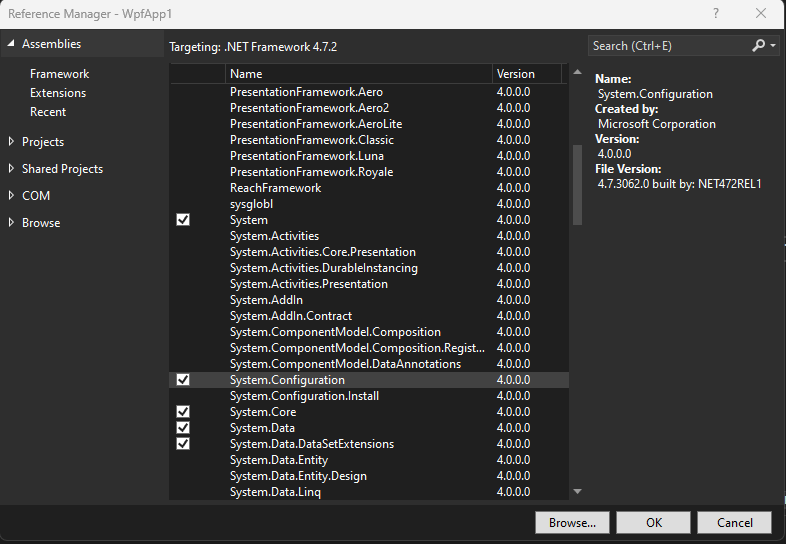 Reference Manager - WpfApp1
Assemblies
Framework
Extensions
Recent
Projects
Shared Projects
COM
Browse
Targeting: .NET Framework 4.7.2
Name Version
PresentationFramework.Aero 4.0.0.0
PresentationFramework.Aero2 4.0.0.0
PresentationFramework.AeroLite 4.0.0.0
PresentationFramework.Classic 4.0.0.0
PresentationFramework.Luna 4.0.0.0
PresentationFramework.Royale 4.0.0.0
ReachFramework 4.0.0.0
sysglobl 4.0.0.0
System 4.0.0.0
System.Activities 4.0.0.0
System.Activities.Core.Presentation 4.0.0.0
System.Activities.DurableInstancing 4.0.0.0
System.Activities.Presentation 4.0.0.0
System.AddIn 4.0.0.0
System.AddIn.Contract 4.0.0.0
System.ComponentModel.Composition 4.0.0.0
System.ComponentModel.Composition.Regist... 4.0.0.0
System.ComponentModel.DataAnnotations 4.0.0.0
System.Configuration 4.0.0.0
System.Configuration.Install 4.0.0.0
System.Core 4.0.0.0
System.Data 4.0.0.0
System.Data.DataSetExtensions 4.0.0.0
System.Data.Entity 4.0.0.0
System.Data.Entity.Design 4.0.0.0
System.Data.Linq 4.0.0.0
Search (Ctrl+E)
Name:
System.Configuration
Created by:
Microsoft Corporation
Version:
4.0.0.0
File Version:
4.7.3062.0 built by: NET472REL1
Browse... OK Cancel